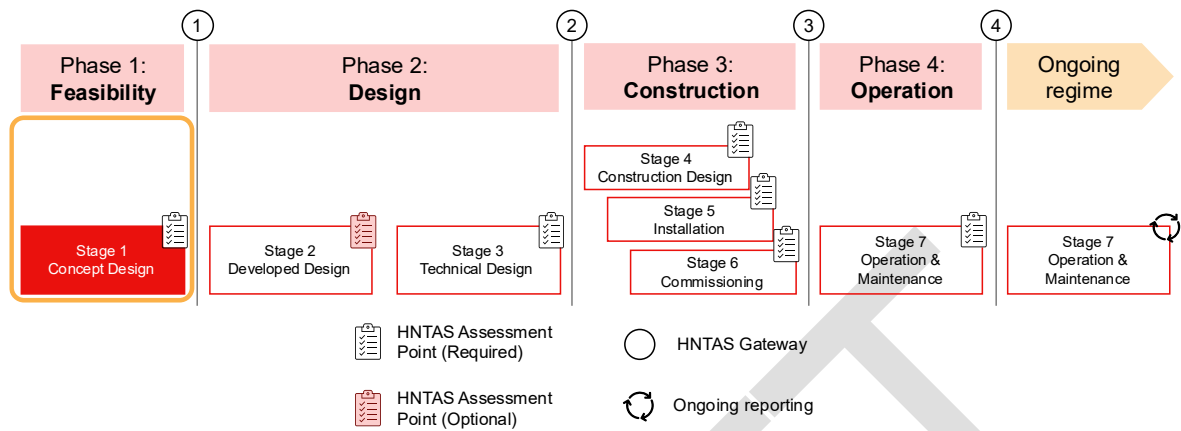 1
2
3
4
Phase 1:
Feasibility
Phase 2:
Design
Phase 3:
Construction
Phase 4:
Operation
Ongoing
regime
Stage 1
Concept Design
Stage 2
Developed Design
Stage 3
Technical Design
Stage 4
Construction Design
Stage 5
Installation
Stage 6
Commissioning
Stage 7
Operation &
Maintenance
Stage 7
Operation &
Maintenance
HNTAS Assessment
Point (Required)
HNTAS Gateway
HNTAS Assessment
Point (Optional)
Ongoing reporting